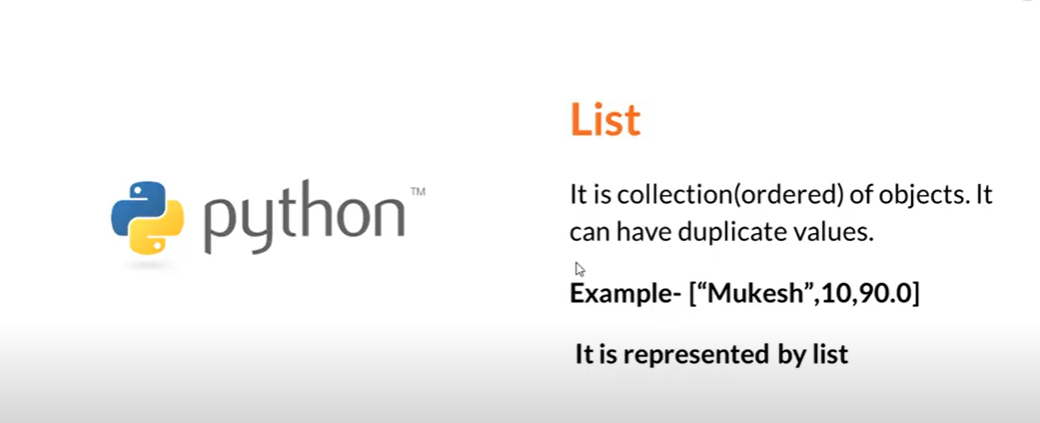 List
python™
It is collection(ordered) of objects. It
can have duplicate values.
Example- [“Mukesh”,10,90.0]
It is represented by list